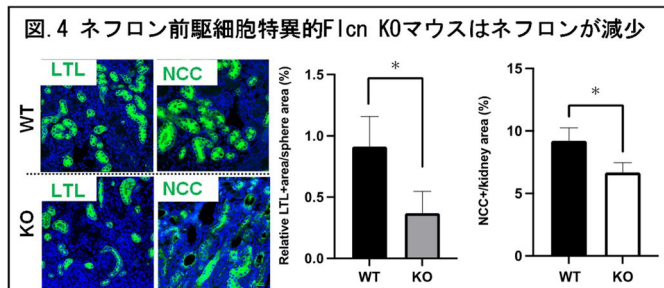 図.4 ネフロン前駆細胞特異的Flcn KOマウスはネフロンが減少
WT
LTL
NCC
KO
LTL
NCC
Relative LTL+area/sphere area (%)
1.5
1.0
0.5
0.0
*
WT KO
NCC+/kidney area (%)
15
10
5
0
*
WT KO